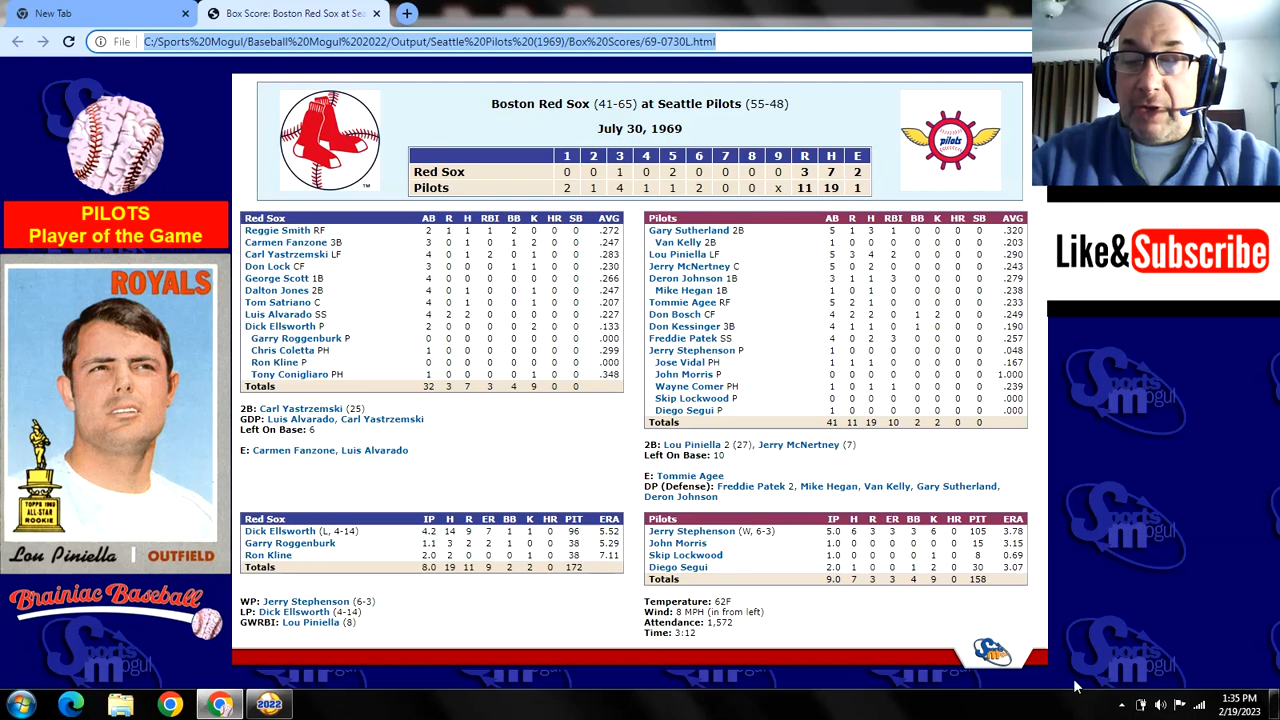 New Tab
Box Score: Boston Red Sox at Sea
File C:/Sports%20Mogul/Baseball%20Mogul%202022/Output/Seattle%20Pilots%20(1969)/Box%20Scores/69-0730L.html
PILOTS
Player of the Game
ROYALS
TOPPS 1969
ALL-STAR
ROOKIE
Lou Piniella OUTFIELD
Brainiac Baseball
Boston Red Sox (41-65) at Seattle Pilots (55-48)
July 30, 1969
pilots
1 2 3 4 5 6 7 8 9 R H E
Red Sox 0 0 1 0 2 0 0 0 0 3 7 2
Pilots 2 1 4 1 1 2 0 0 x 11 19 1
Red Sox AB R H RBI BB K HR SB AVG
Reggie Smith RF 2 1 1 1 2 0 0 0 .272
Carmen Fanzone 3B 3 0 1 0 1 2 0 0 .247
Carl Yastrzemski LF 4 0 1 2 0 1 0 0 .283
Don Lock CF 3 0 0 0 1 1 0 0 .230
George Scott 1B 4 0 0 0 0 0 0 0 .266
Dalton Jones 2B 4 0 1 0 0 1 0 0 .247
Tom Satriano C 4 0 1 0 0 1 0 0 .207
Luis Alvarado SS 4 2 2 0 0 0 0 0 .227
Dick Ellsworth P 2 0 0 0 0 2 0 0 .133
Garry Roggenburk P 0 0 0 0 0 0 0 0 .000
Chris Coletta PH 1 0 0 0 0 0 0 0 .299
Ron Kline P 0 0 0 0 0 0 0 0 .000
Tony Conigliaro PH 1 0 0 0 0 1 0 0 .348
Totals 32 3 7 3 4 9 0 0
2B: Carl Yastrzemski (25)
GDP: Luis Alvarado, Carl Yastrzemski
Left On Base: 6
E: Carmen Fanzone, Luis Alvarado
Pilots AB R H RBI BB K HR SB AVG
Gary Sutherland 2B 5 1 3 1 0 0 0 0 .320
Van Kelly 2B 1 0 0 0 0 0 0 0 .203
Lou Piniella LF 5 3 4 2 0 0 0 0 .290
Jerry McNertney C 5 0 2 0 0 0 0 0 .243
Deron Johnson 1B 3 1 1 3 0 0 0 0 .279
Mike Hegan 1B 1 0 1 0 0 0 0 0 .238
Tommie Agee RF 5 2 1 0 0 0 0 0 .233
Don Bosch CF 4 2 2 0 1 2 0 0 .249
Don Kessinger 3B 4 1 1 0 1 0 0 0 .190
Freddie Patek SS 4 0 2 3 0 0 0 0 .257
Jerry Stephenson P 1 0 0 0 0 0 0 0 .048
Jose Vidal PH 1 1 1 0 0 0 0 0 .167
John Morris P 0 0 0 0 0 0 0 0 1.000
Wayne Comer PH 1 0 1 1 0 0 0 0 .239
Skip Lockwood P 0 0 0 0 0 0 0 0 .000
Diego Segui P 1 0 0 0 0 0 0 0 .000
Totals 41 11 19 10 2 2 0 0
2B: Lou Piniella 2 (27), Jerry McNertney (7)
Left On Base: 10
E: Tommie Agee
DP (Defense): Freddie Patek 2, Mike Hegan, Van Kelly, Gary Sutherland,
Deron Johnson
Red Sox IP H R ER BB K HR PIT ERA
Dick Ellsworth (L, 4-14) 4.2 14 9 7 1 1 0 96 5.52
Garry Roggenburk 1.1 3 2 2 1 0 0 38 5.29
Ron Kline 2.0 2 0 0 0 1 0 38 7.11
Totals 8.0 19 11 9 2 2 0 172
Pilots IP H R ER BB K HR PIT ERA
Jerry Stephenson (W, 6-3) 5.0 6 3 3 3 6 0 105 3.78
John Morris 1.0 0 0 0 0 0 0 15 3.15
Skip Lockwood 1.0 0 0 0 0 1 0 8 0.69
Diego Segui 2.0 1 0 0 1 2 0 30 3.07
Totals 9.0 7 3 3 4 9 0 158
WP: Jerry Stephenson (6-3)
LP: Dick Ellsworth (4-14)
GWRBI: Lou Piniella (8)
Temperature: 62F
Wind: 8 MPH (in from left)
Attendance: 1,572
Time: 3:12
Like&Subscribe
Sports
Mogul
2022
1:35 PM
2/19/2023